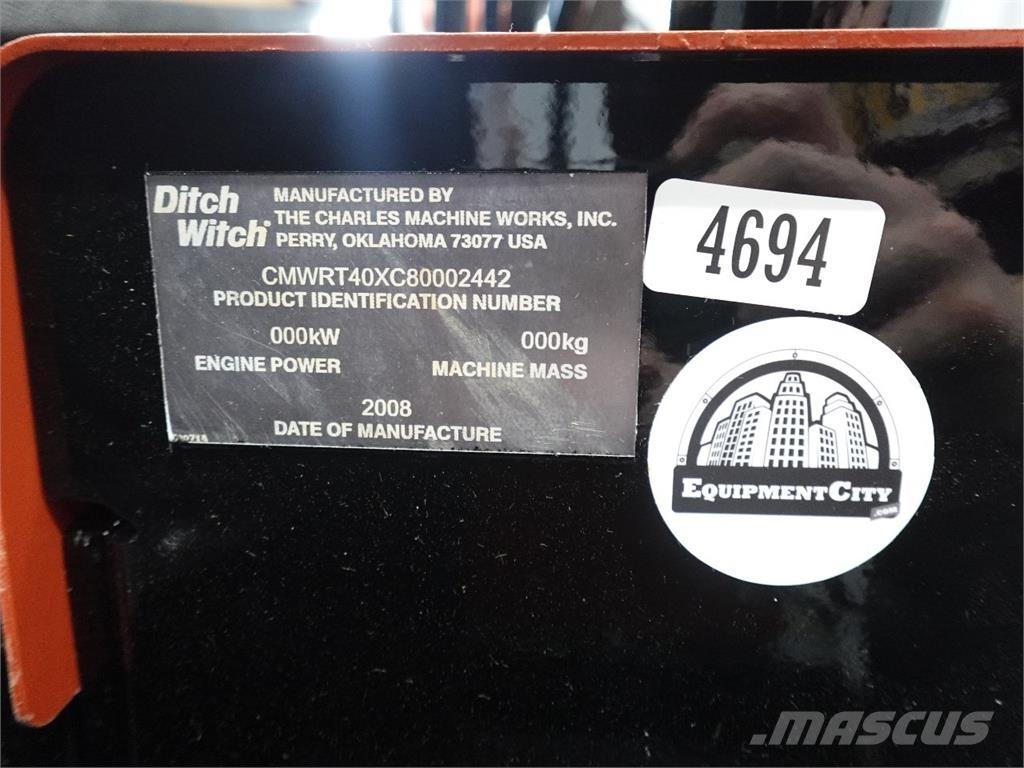 Ditch Witch®
MANUFACTURED BY
THE CHARLES MACHINE WORKS, INC.
PERRY, OKLAHOMA 73077 USA
CMWRT40XC80002442
PRODUCT IDENTIFICATION NUMBER
000kW 000kg
ENGINE POWER MACHINE MASS
2008
DATE OF MANUFACTURE
4694
EQUIPMENTCITY
.COM
MASCUS